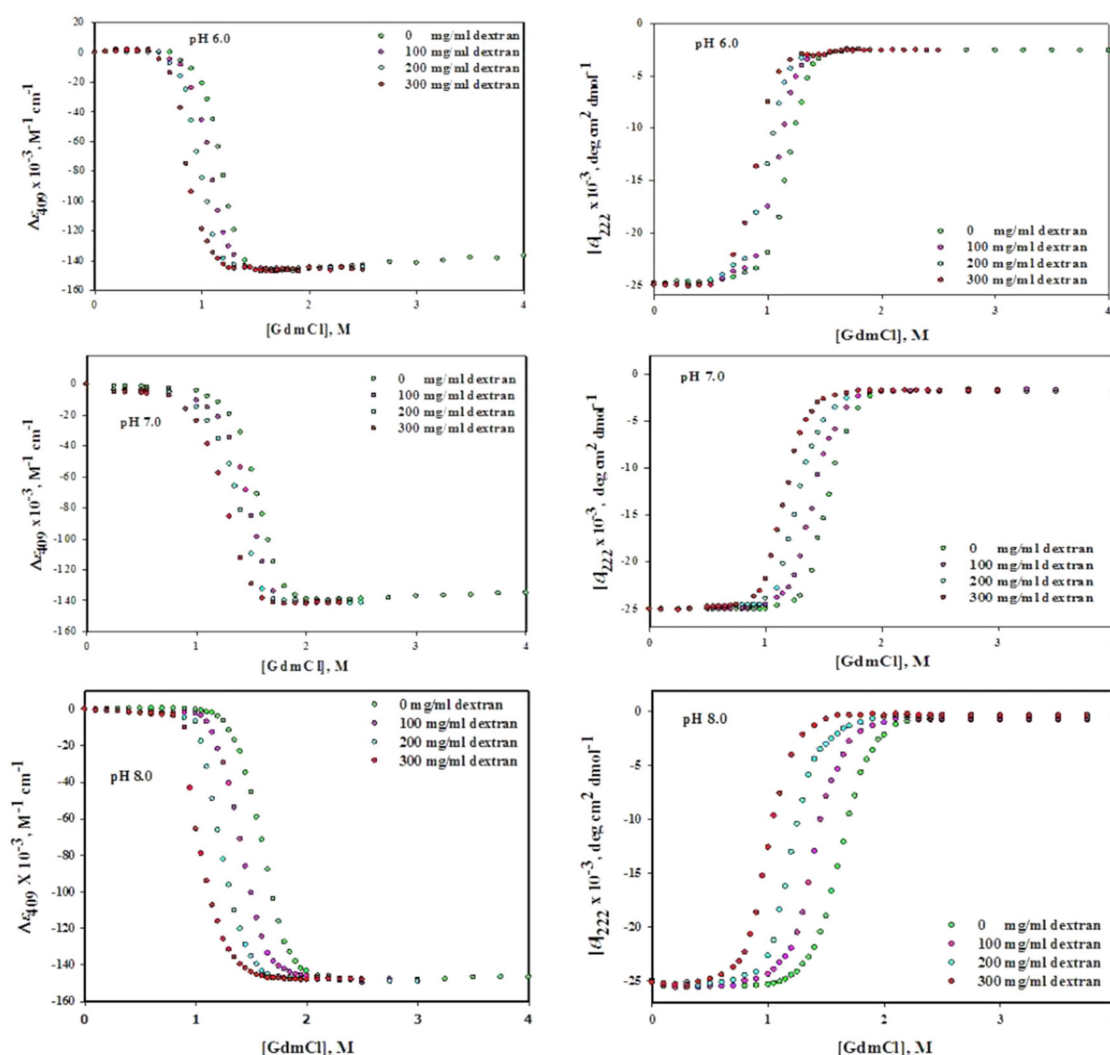 20
0
-20
-40
-60
-80
-100
-120
-140
-160
0 1 2 3 4
Δε409 x 10⁻³, M⁻¹ cm⁻¹
[GdmCl], M
pH 6.0
0 mg/ml dextran
100 mg/ml dextran
200 mg/ml dextran
300 mg/ml dextran
0
-5
-10
-15
-20
-25
0 1 2 3 4
[θ]222 x 10⁻³, deg cm² dmol⁻¹
[GdmCl], M
pH 6.0
0 mg/ml dextran
100 mg/ml dextran
200 mg/ml dextran
300 mg/ml dextran
0
-20
-40
-60
-80
-100
-120
-140
-160
0 1 2 3 4
Δε409 x 10⁻³, M⁻¹ cm⁻¹
[GdmCl], M
pH 7.0
0 mg/ml dextran
100 mg/ml dextran
200 mg/ml dextran
300 mg/ml dextran
0
-5
-10
-15
-20
-25
0 1 2 3
[θ]222 x 10⁻³, deg cm² dmol⁻¹
[GdmCl], M
pH 7.0
0 mg/ml dextran
100 mg/ml dextran
200 mg/ml dextran
300 mg/ml dextran
0
-20
-40
-60
-80
-100
-120
-140
-160
0 1 2 3 4
Δε409 X 10⁻³, M⁻¹ cm⁻¹
[GdmCl], M
pH 8.0
0 mg/ml dextran
100 mg/ml dextran
200 mg/ml dextran
300 mg/ml dextran
0
-5
-10
-15
-20
-25
0 1 2 3
[θ]222 x 10⁻³, deg cm² dmol⁻¹
[GdmCl], M
pH 8.0
0 mg/ml dextran
100 mg/ml dextran
200 mg/ml dextran
300 mg/ml dextran